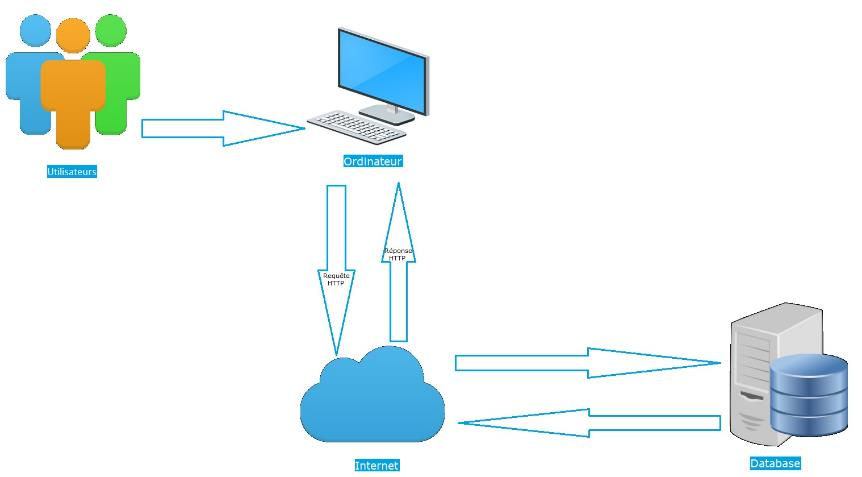 Utilisateurs
Ordinateur
Requête
HTTP
Réponse
HTTP
Internet
Database